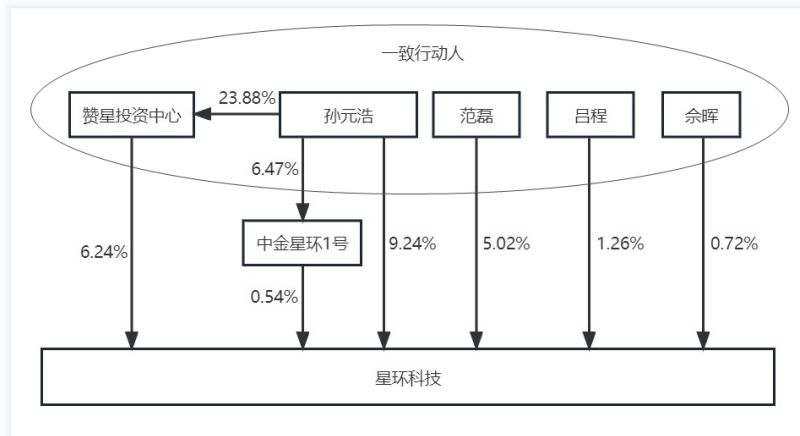 一致行动人
23.88%
赞星投资中心
孙元浩
范磊
吕程
佘晖
6.47%
6.24%
中金星环1号
9.24%
5.02%
1.26%
0.72%
0.54%
星环科技